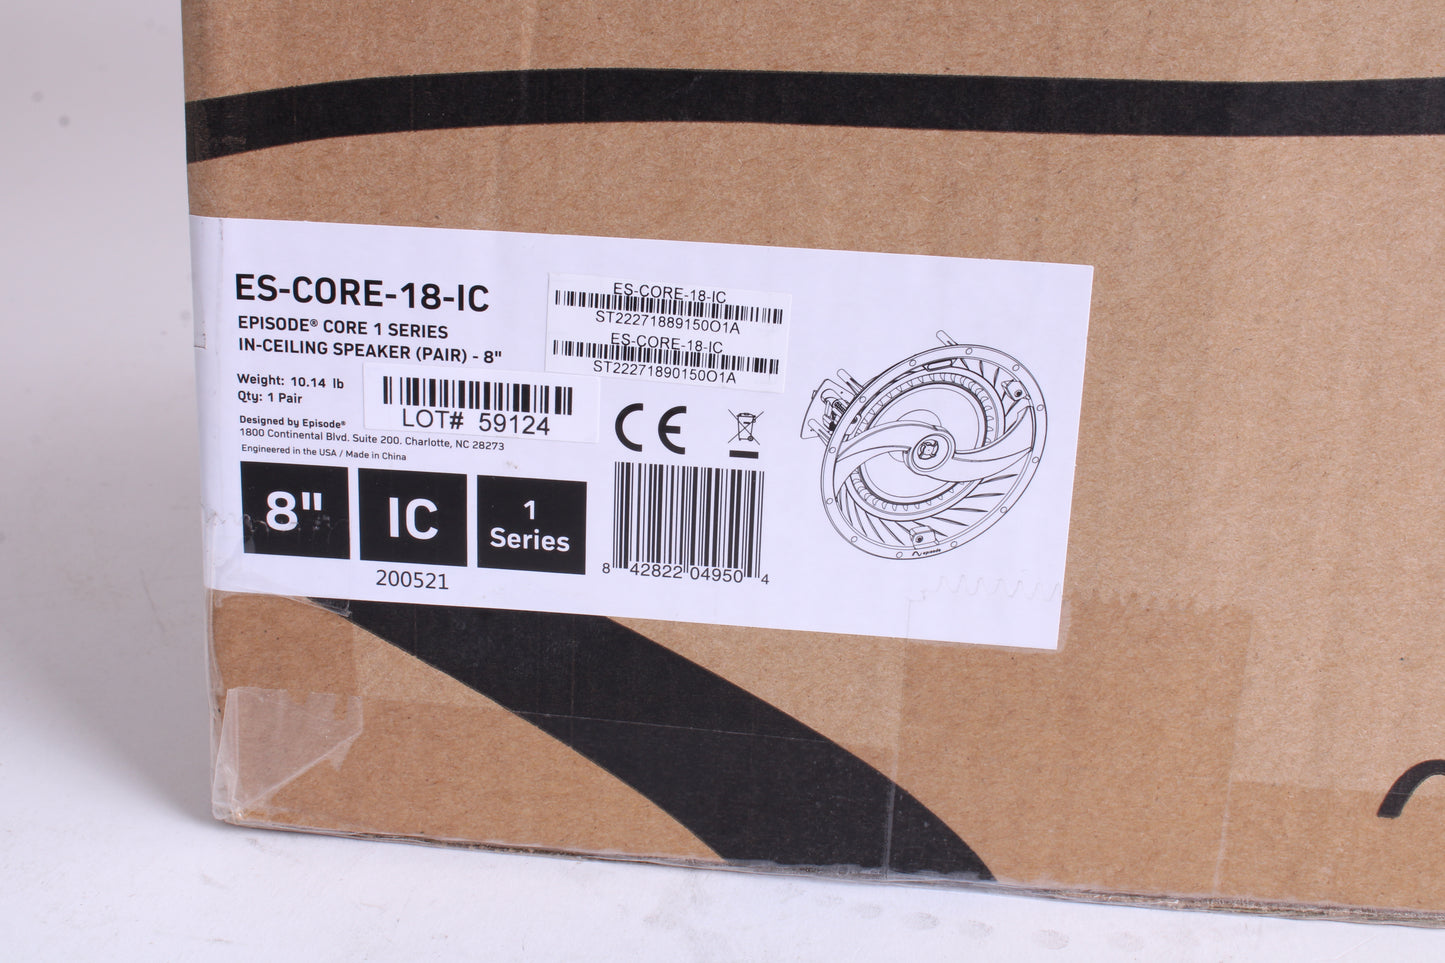 ES-CORE-18-IC
EPISODE® CORE 1 SERIES
IN-CEILING SPEAKER (PAIR) - 8"
Weight: 10.14 lb
Qty: 1 Pair
Designed by Episode®
1800 Continental Blvd. Suite 200. Charlotte, NC 28273
Engineered in the USA / Made in China
LOT# 59124
ES-CORE-18-IC
ST2227188915001A
ES-CORE-18-IC
ST2227189015001A
CE
8"
IC
1
Series
200521
8 42822 04950 4
episode